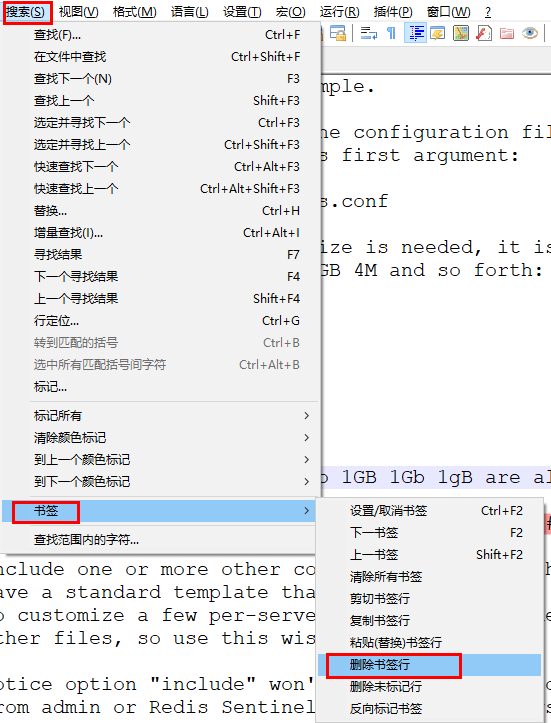 搜索(S) 视图(V) 格式(M) 语言(L) 设置(T) 宏(O) 运行(R) 插件(P) 窗口(W) ?
查找(F)... Ctrl+F
在文件中查找 Ctrl+Shift+F
查找下一个(N) F3
查找上一个 Shift+F3
选定并寻找下一个 Ctrl+F3
选定并寻找上一个 Ctrl+Shift+F3
快速查找下一个 Ctrl+Alt+F3
快速查找上一个 Ctrl+Alt+Shift+F3
替换... Ctrl+H
增量查找(I)... Ctrl+Alt+I
寻找结果 F7
下一个寻找结果 F4
上一个寻找结果 Shift+F4
行定位... Ctrl+G
转到匹配的括号 Ctrl+B
选中所有匹配括号间字符 Ctrl+Alt+B
标记...
标记所有
清除颜色标记
到上一个颜色标记
到下一个颜色标记
书签
查找范围内的字符...
设置/取消书签 Ctrl+F2
下一书签 F2
上一书签 Shift+F2
清除所有书签
剪切书签行
复制书签行
粘贴(替换)书签行
删除书签行
删除未标记行
反向标记书签
mple.
ne configuration fil
s first argument:
s.conf
ize is needed, it is
GB 4M and so forth:
o 1GB 1Gb 1gB are al
#
nclude one or more other co
ave a standard template tha
o customize a few per-serve
ther files, so use this wis
otice option "include" won'
rom admin or Redis Sentinel